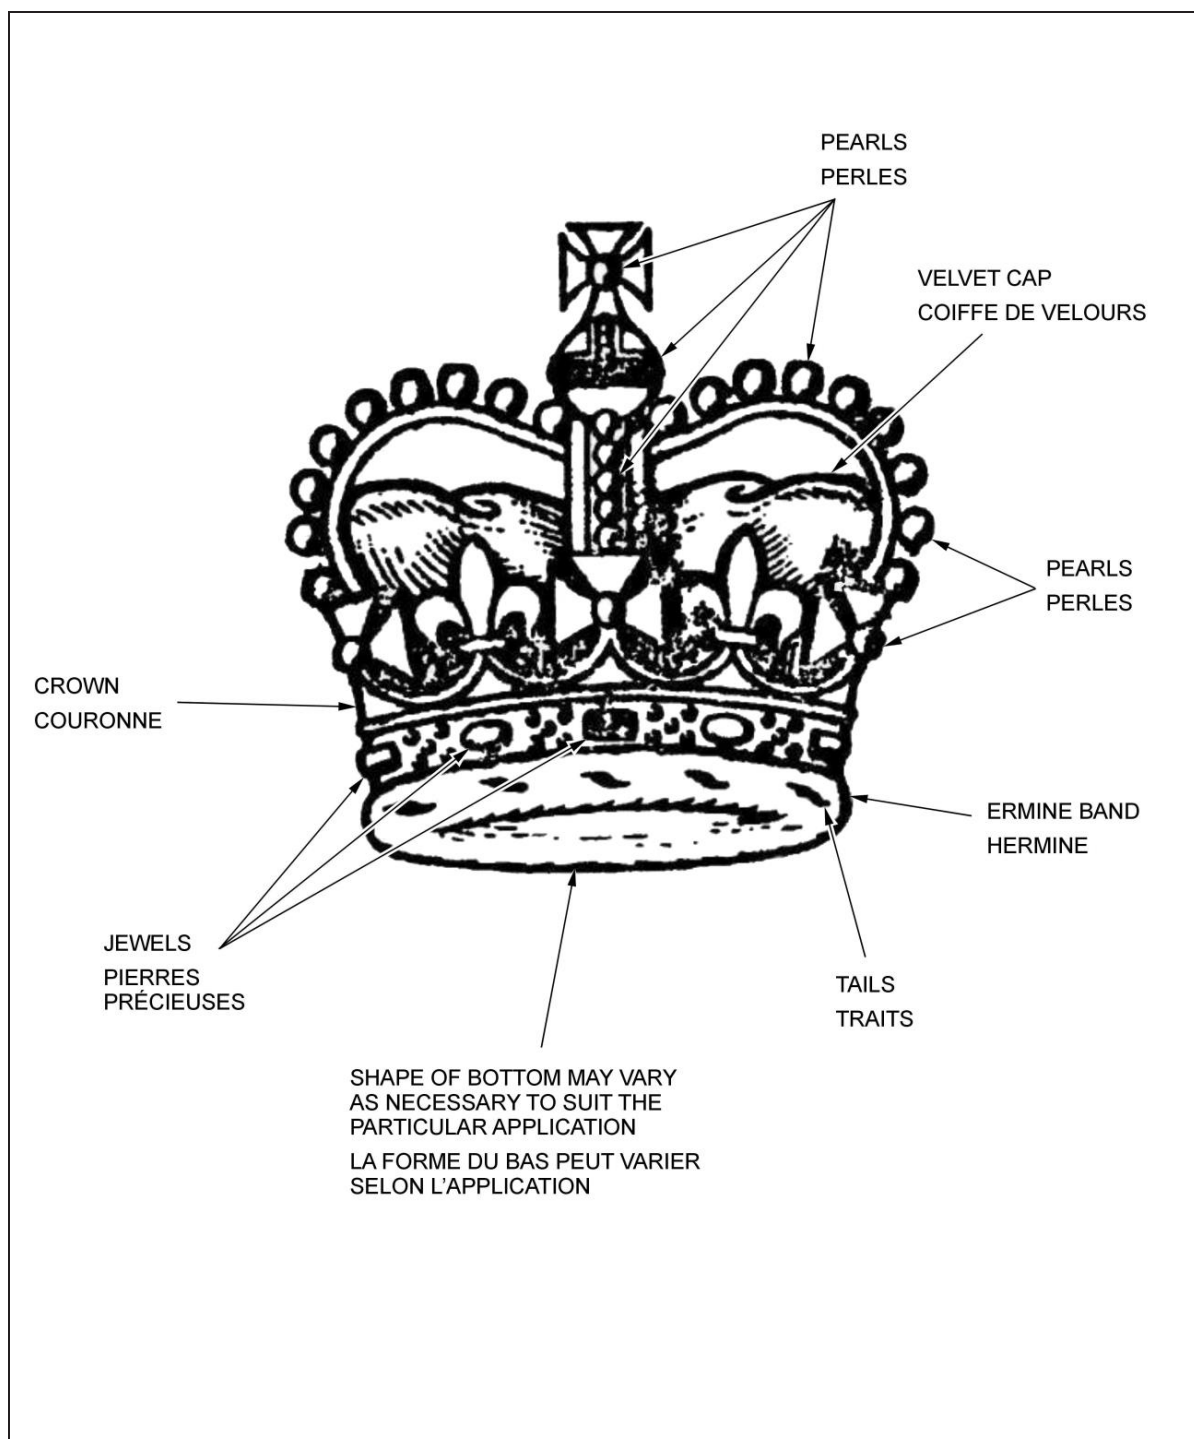 PEARLS
PERLES
VELVET CAP
COIFFE DE VELOURS
PEARLS
PERLES
CROWN
COURONNE
ERMINE BAND
HERMINE
JEWELS
PIERRES
PRÉCIEUSES
TAILS
TRAITS
SHAPE OF BOTTOM MAY VARY
AS NECESSARY TO SUIT THE
PARTICULAR APPLICATION
LA FORME DU BAS PEUT VARIER
SELON L'APPLICATION